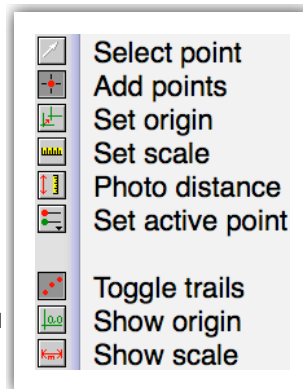 Select point
Add points
Set origin
Set scale
Photo distance
Set active point
Toggle trails
Show origin
Show scale